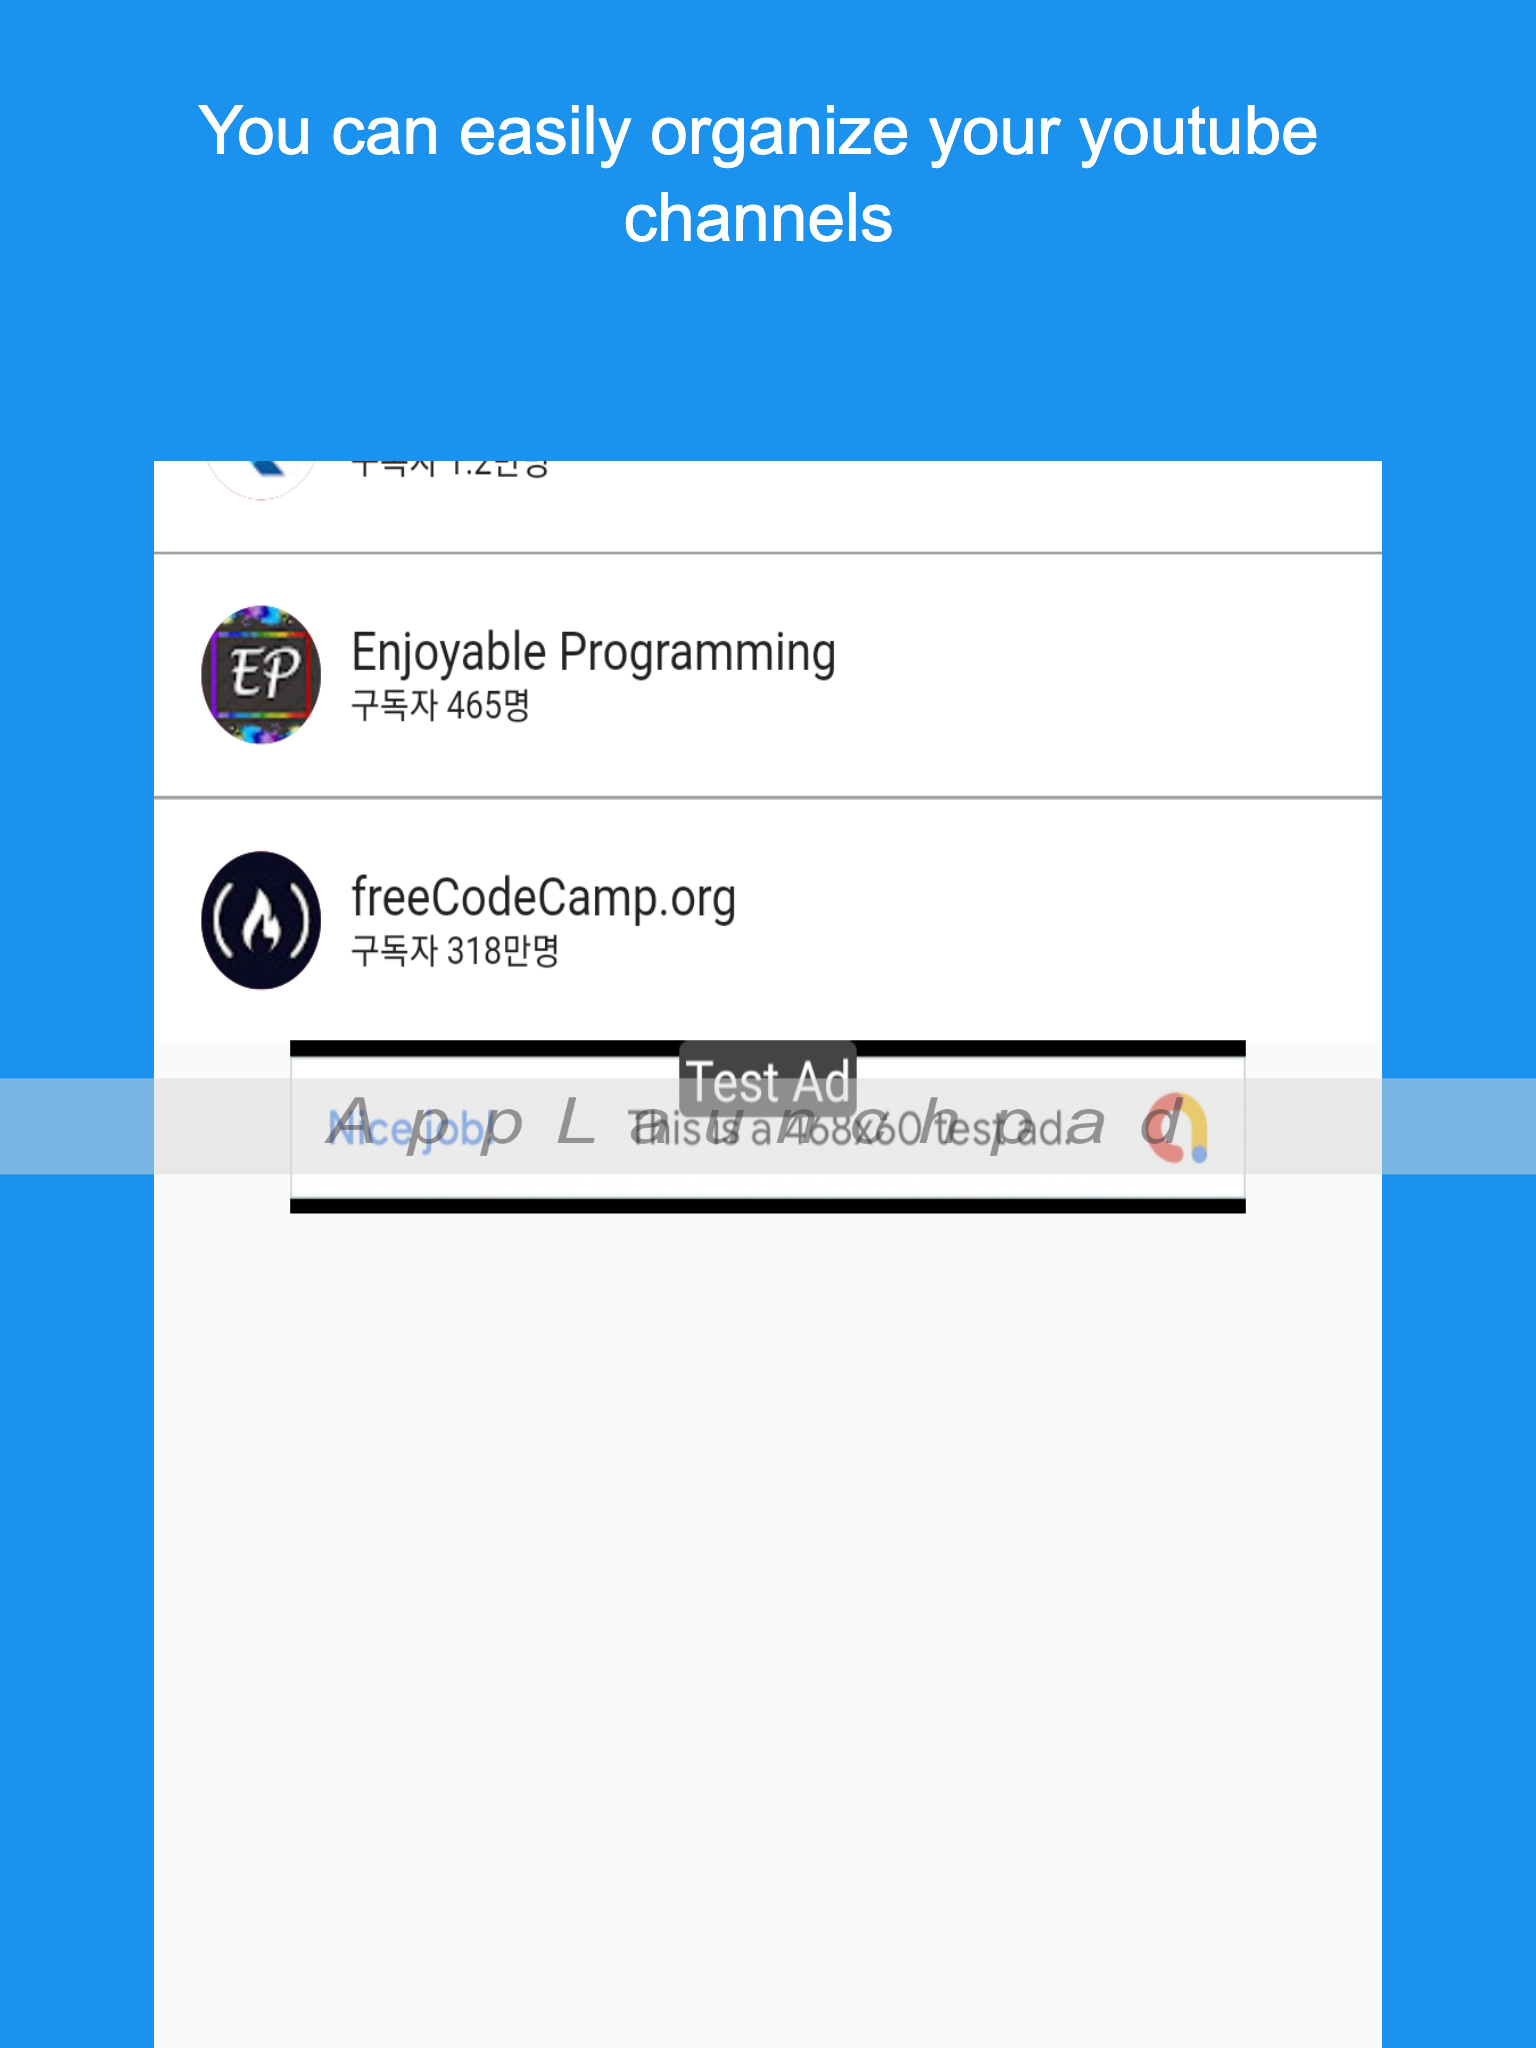 You can easily organize your youtube
channels
구독자 1.2만명
EP
Enjoyable Programming
구독자 465명
freeCodeCamp.org
구독자 318만명
Test Ad
Nice job! This is a 468x60 test ad.
AppLaunchpad